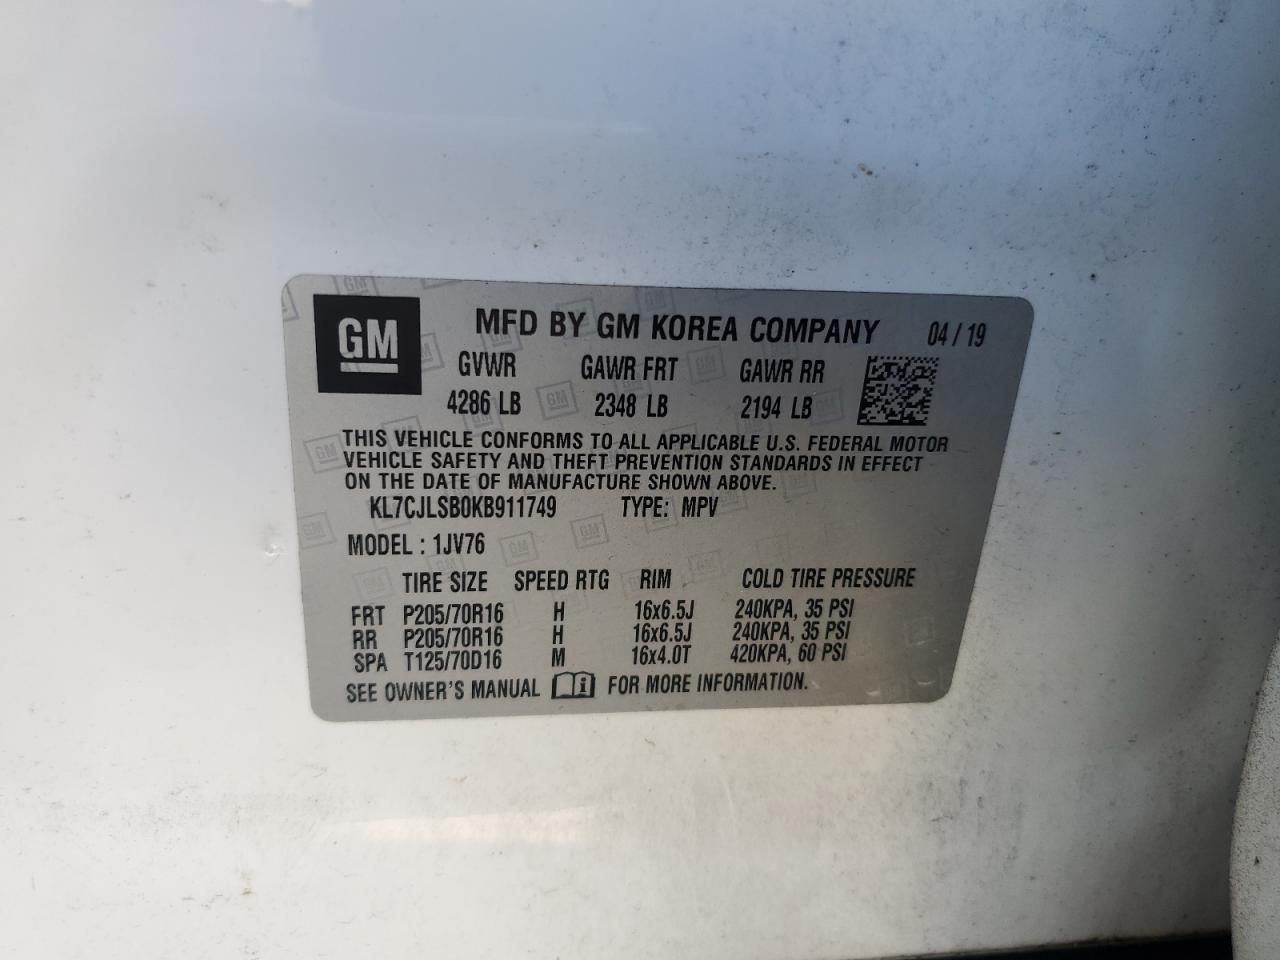 GM
MFD BY GM KOREA COMPANY 04 / 19
GVWR GAWR FRT GAWR RR
4286 LB 2348 LB 2194 LB
THIS VEHICLE CONFORMS TO ALL APPLICABLE U.S. FEDERAL MOTOR
VEHICLE SAFETY AND THEFT PREVENTION STANDARDS IN EFFECT
ON THE DATE OF MANUFACTURE SHOWN ABOVE.
KL7CJLSB0KB911749 TYPE: MPV
MODEL : 1JV76
TIRE SIZE SPEED RTG RIM COLD TIRE PRESSURE
FRT P205/70R16 H 16x6.5J 240KPA, 35 PSI
RR P205/70R16 H 16x6.5J 240KPA, 35 PSI
SPA T125/70D16 M 16x4.0T 420KPA, 60 PSI
SEE OWNER'S MANUAL FOR MORE INFORMATION.